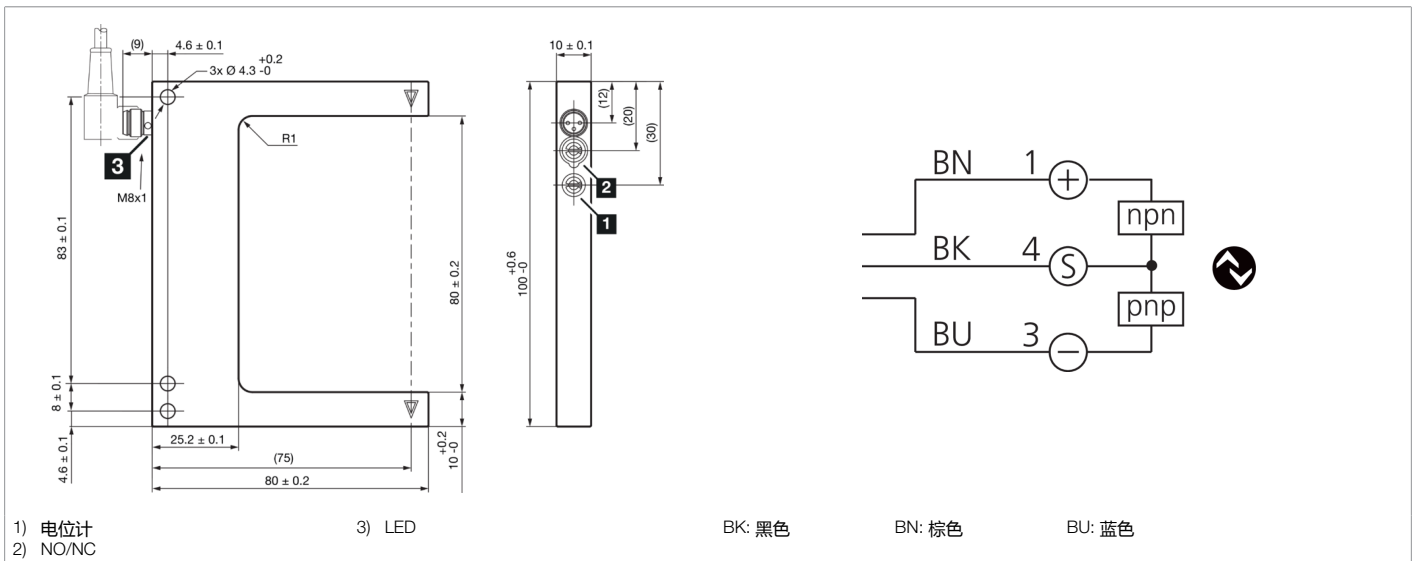 (9)
4.6 ± 0.1
3x Ø 4.3 +0.2 -0
3
M8x1
R1
83 ± 0.1
80 ± 0.2
8 ± 0.1
4.6 ± 0.1
25.2 ± 0.1
(75)
80 ± 0.2
10 +0.2 -0
10 ± 0.1
(12)
(20)
(30)
2
1
100 +0.6 -0
BN 1 +
npn
BK 4 S
pnp
BU 3 −
1) 电位计
2) NO/NC
3) LED
BK: 黑色
BN: 棕色
BU: 蓝色